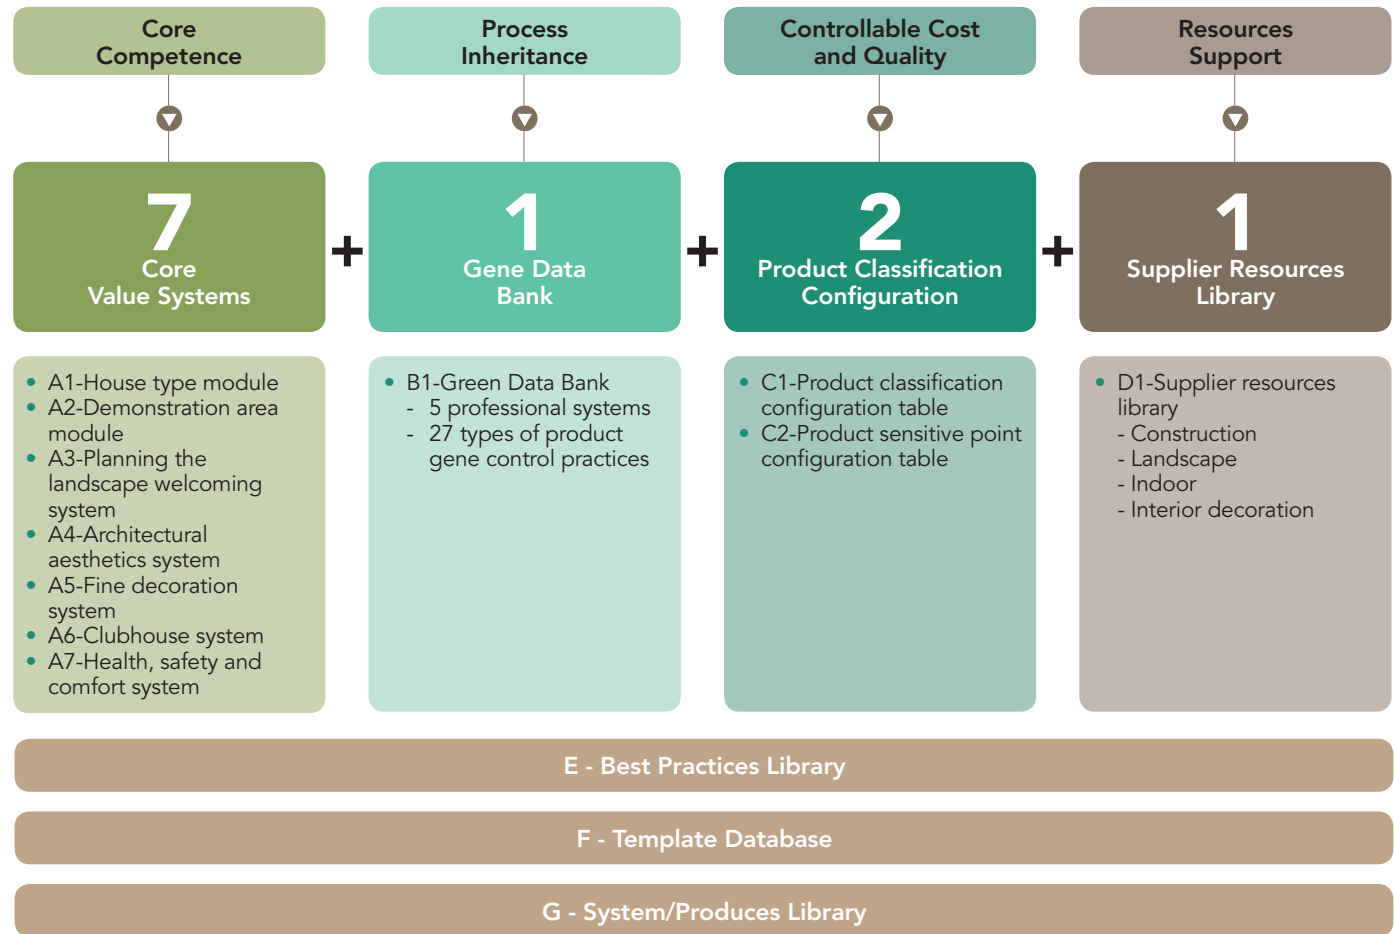 Core
Competence
Process
Inheritance
Controllable Cost
and Quality
Resources
Support
7
Core
Value Systems
+
1
Gene Data
Bank
+
2
Product Classification
Configuration
+
1
Supplier Resources
Library
• A1-House type module
• A2-Demonstration area
module
• A3-Planning the
landscape welcoming
system
• A4-Architectural
aesthetics system
• A5-Fine decoration
system
• A6-Clubhouse system
• A7-Health, safety and
comfort system
• B1-Green Data Bank
- 5 professional systems
- 27 types of product
gene control practices
• C1-Product classification
configuration table
• C2-Product sensitive point
configuration table
• D1-Supplier resources
library
- Construction
- Landscape
- Indoor
- Interior decoration
E - Best Practices Library
F - Template Database
G - System/Produces Library